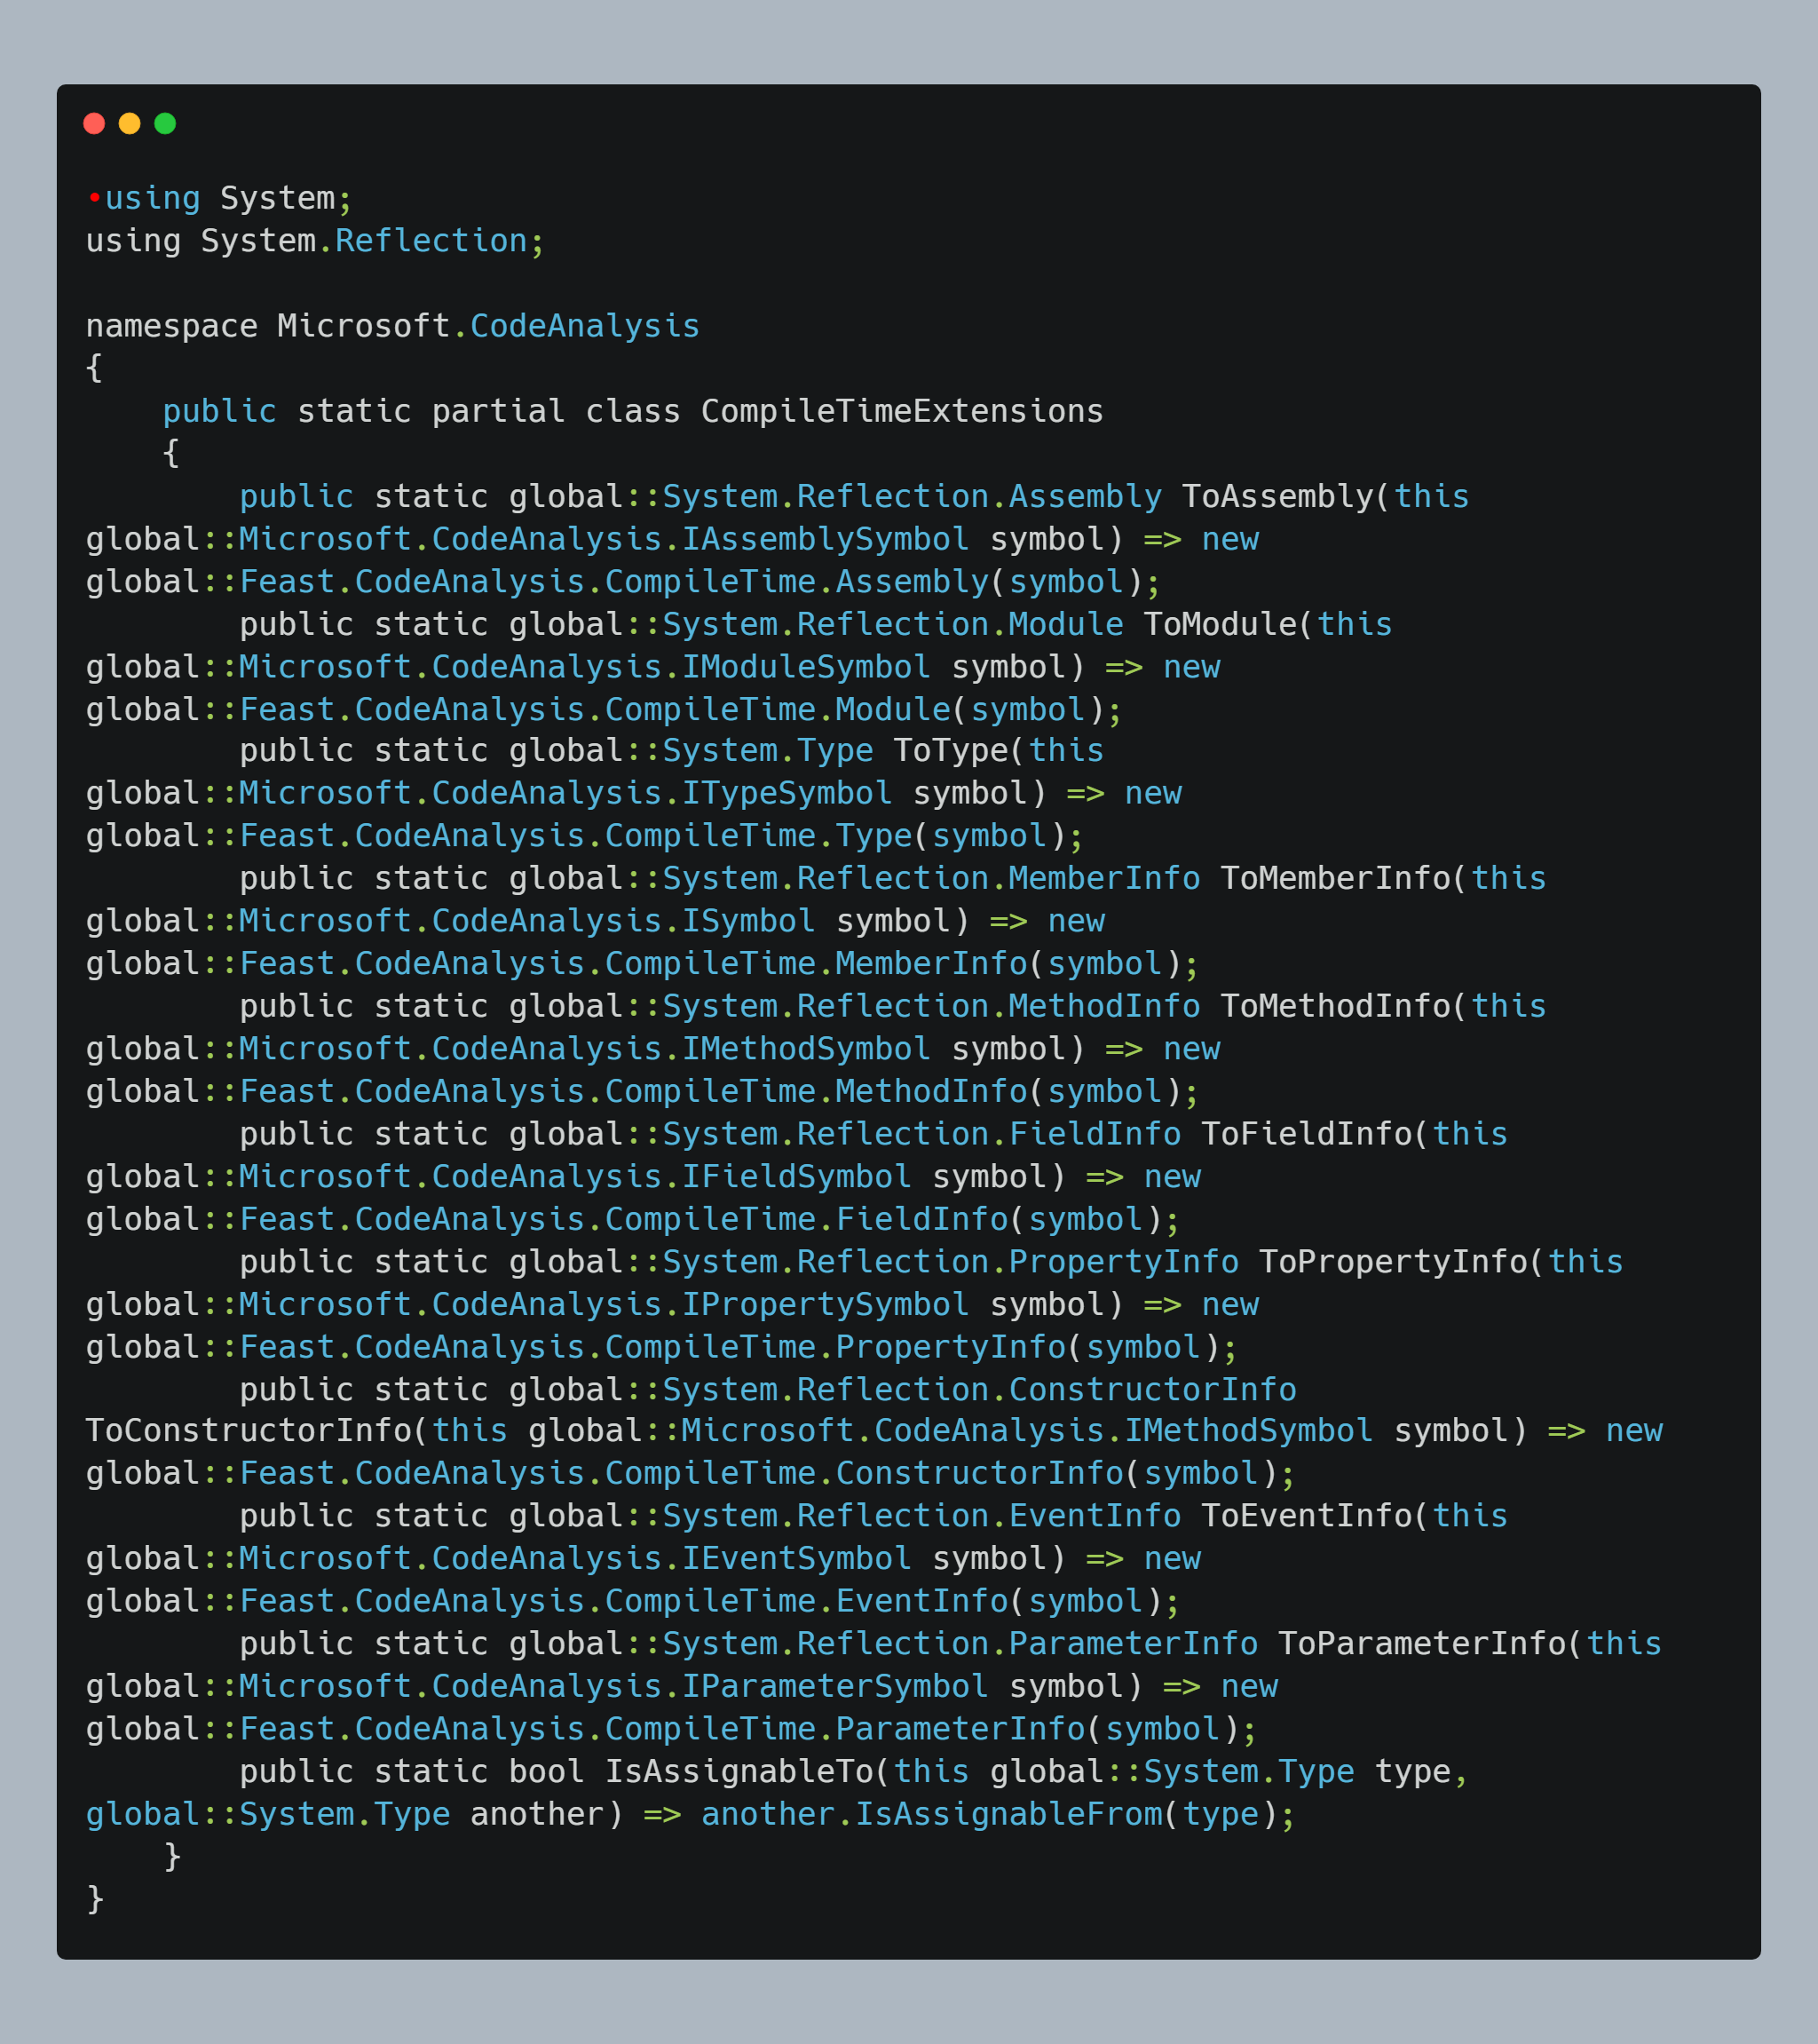 •using System;
using System.Reflection;

namespace Microsoft.CodeAnalysis
{
    public static partial class CompileTimeExtensions
    {
        public static global::System.Reflection.Assembly ToAssembly(this
global::Microsoft.CodeAnalysis.IAssemblySymbol symbol) => new
global::Feast.CodeAnalysis.CompileTime.Assembly(symbol);
        public static global::System.Reflection.Module ToModule(this
global::Microsoft.CodeAnalysis.IModuleSymbol symbol) => new
global::Feast.CodeAnalysis.CompileTime.Module(symbol);
        public static global::System.Type ToType(this
global::Microsoft.CodeAnalysis.ITypeSymbol symbol) => new
global::Feast.CodeAnalysis.CompileTime.Type(symbol);
        public static global::System.Reflection.MemberInfo ToMemberInfo(this
global::Microsoft.CodeAnalysis.ISymbol symbol) => new
global::Feast.CodeAnalysis.CompileTime.MemberInfo(symbol);
        public static global::System.Reflection.MethodInfo ToMethodInfo(this
global::Microsoft.CodeAnalysis.IMethodSymbol symbol) => new
global::Feast.CodeAnalysis.CompileTime.MethodInfo(symbol);
        public static global::System.Reflection.FieldInfo ToFieldInfo(this
global::Microsoft.CodeAnalysis.IFieldSymbol symbol) => new
global::Feast.CodeAnalysis.CompileTime.FieldInfo(symbol);
        public static global::System.Reflection.PropertyInfo ToPropertyInfo(this
global::Microsoft.CodeAnalysis.IPropertySymbol symbol) => new
global::Feast.CodeAnalysis.CompileTime.PropertyInfo(symbol);
        public static global::System.Reflection.ConstructorInfo
ToConstructorInfo(this global::Microsoft.CodeAnalysis.IMethodSymbol symbol) => new
global::Feast.CodeAnalysis.CompileTime.ConstructorInfo(symbol);
        public static global::System.Reflection.EventInfo ToEventInfo(this
global::Microsoft.CodeAnalysis.IEventSymbol symbol) => new
global::Feast.CodeAnalysis.CompileTime.EventInfo(symbol);
        public static global::System.Reflection.ParameterInfo ToParameterInfo(this
global::Microsoft.CodeAnalysis.IParameterSymbol symbol) => new
global::Feast.CodeAnalysis.CompileTime.ParameterInfo(symbol);
        public static bool IsAssignableTo(this global::System.Type type,
global::System.Type another) => another.IsAssignableFrom(type);
    }
}